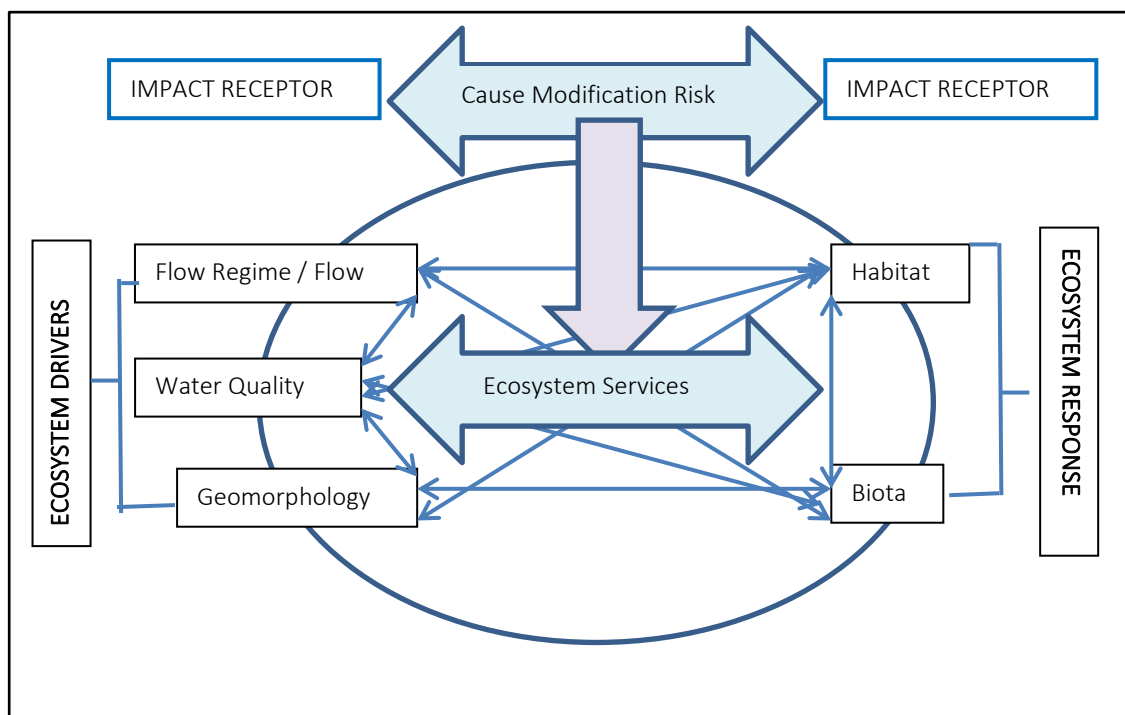 IMPACT RECEPTOR
Cause Modification Risk
IMPACT RECEPTOR
ECOSYSTEM DRIVERS
Flow Regime / Flow
Water Quality
Geomorphology
Ecosystem Services
Habitat
Biota
ECOSYSTEM RESPONSE